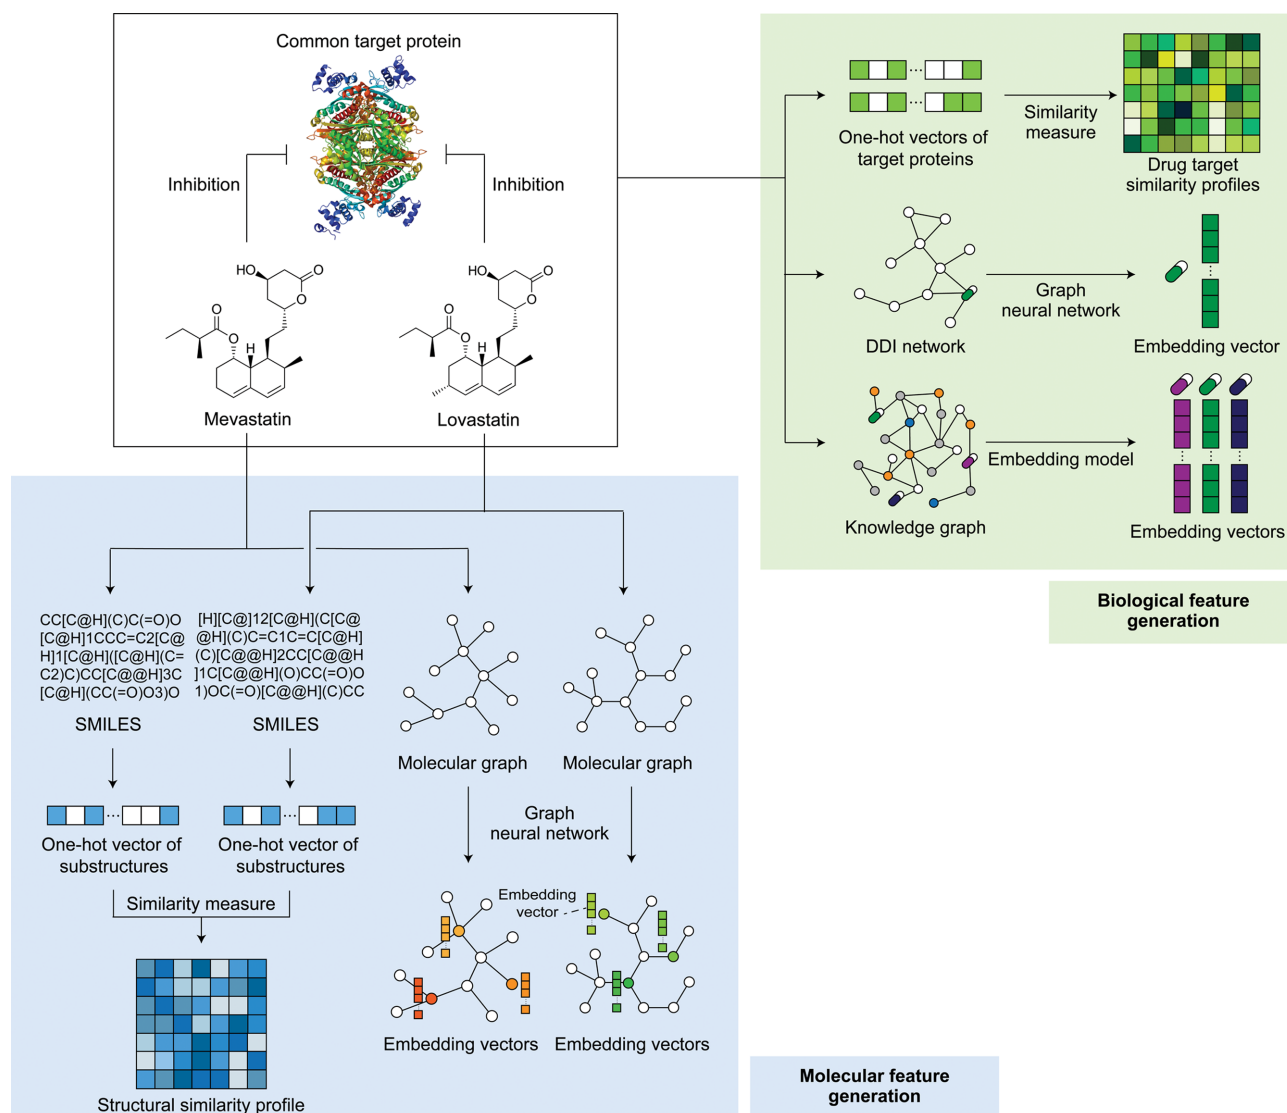 Common target protein
Inhibition
Inhibition
HO
O
O
O
O
H
Mevastatin
HO
O
O
O
O
H
Lovastatin
One-hot vectors of
target proteins
Similarity
measure
Drug target
similarity profiles
DDI network
Graph
neural network
Embedding vector
Knowledge graph
Embedding model
Embedding vectors
Biological feature
generation
CC[C@H](C)C(=O)O
[C@H]1CCC=C2[C@
H]1[C@H]([C@H](C=
C2)C)CC[C@@H]3C
[C@H](CC(=O)O3)O
SMILES
[H][C@]12[C@H](C[C@
@H](C)C=C1C=C[C@H]
(C)[C@@H]2CC[C@@H
]1C[C@@H](O)CC(=O)O
1)OC(=O)[C@@H](C)CC
SMILES
Molecular graph
Molecular graph
One-hot vector of
substructures
One-hot vector of
substructures
Similarity measure
Structural similarity profile
Graph
neural network
Embedding
vector
Embedding vectors
Embedding vectors
Molecular feature
generation